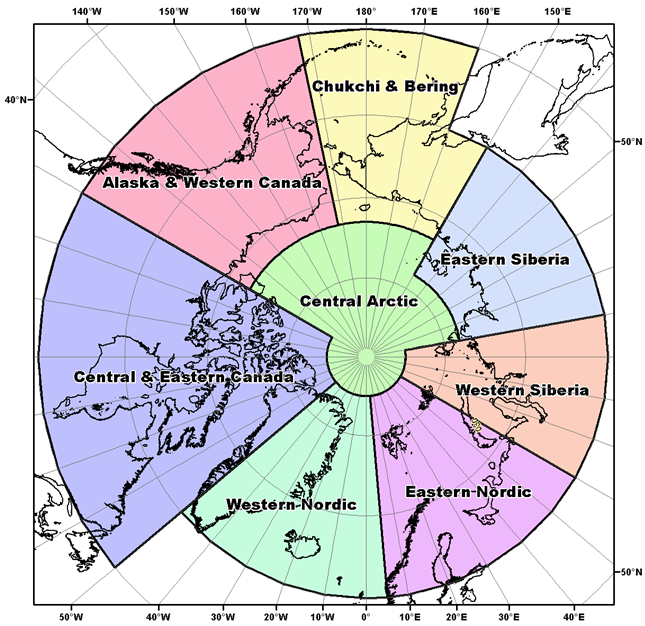 140°W 150°W 160°W 170°W 180° 170°E 160°E 150°E
40°N
50°N
Chukchi & Bering
Alaska & Western Canada
Eastern Siberia
Central Arctic
Central & Eastern Canada
Western Siberia
Eastern Nordic
Western Nordic
50°N
50°W 40°W 30°W 20°W 10°W 0° 10°E 20°E 30°E 40°E